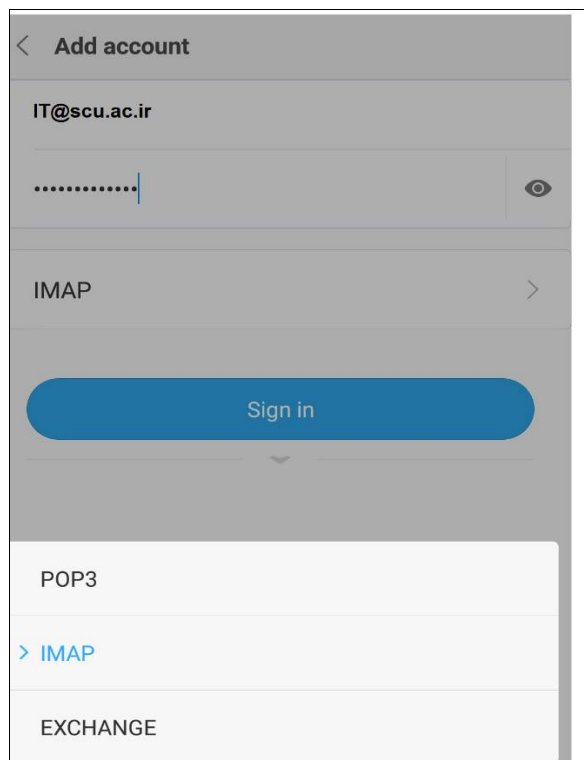 Add account
IT@scu.ac.ir
•••••••••••••
IMAP
Sign in
POP3
IMAP
EXCHANGE